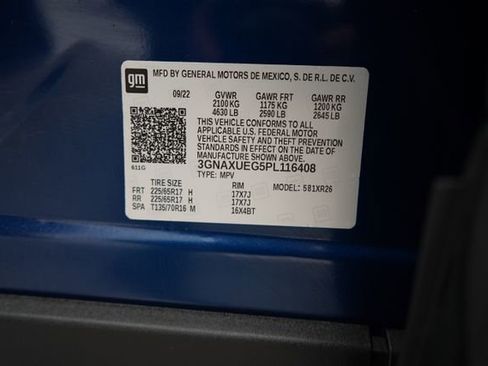 gm
MFD BY GENERAL MOTORS DE MEXICO, S. DE R.L. DE C.V.
09/22 GVWR GAWR FRT GAWR RR
2100 KG 1175 KG 1200 KG
4630 LB 2590 LB 2645 LB
THIS VEHICLE CONFORMS TO ALL
APPLICABLE U.S. FEDERAL MOTOR
VEHICLE SAFETY AND THEFT PREVENTION
STANDARDS IN EFFECT ON THE DATE OF
MANUFACTURE SHOWN ABOVE.
611G 3GNAXUEG5PL116408
TYPE: MPV
TIRE SIZE RIM MODEL: 581XR26
FRT 225/65R17 H 17X7J
RR 225/65R17 H 17X7J
SPA T135/70R16 M 16X4BT